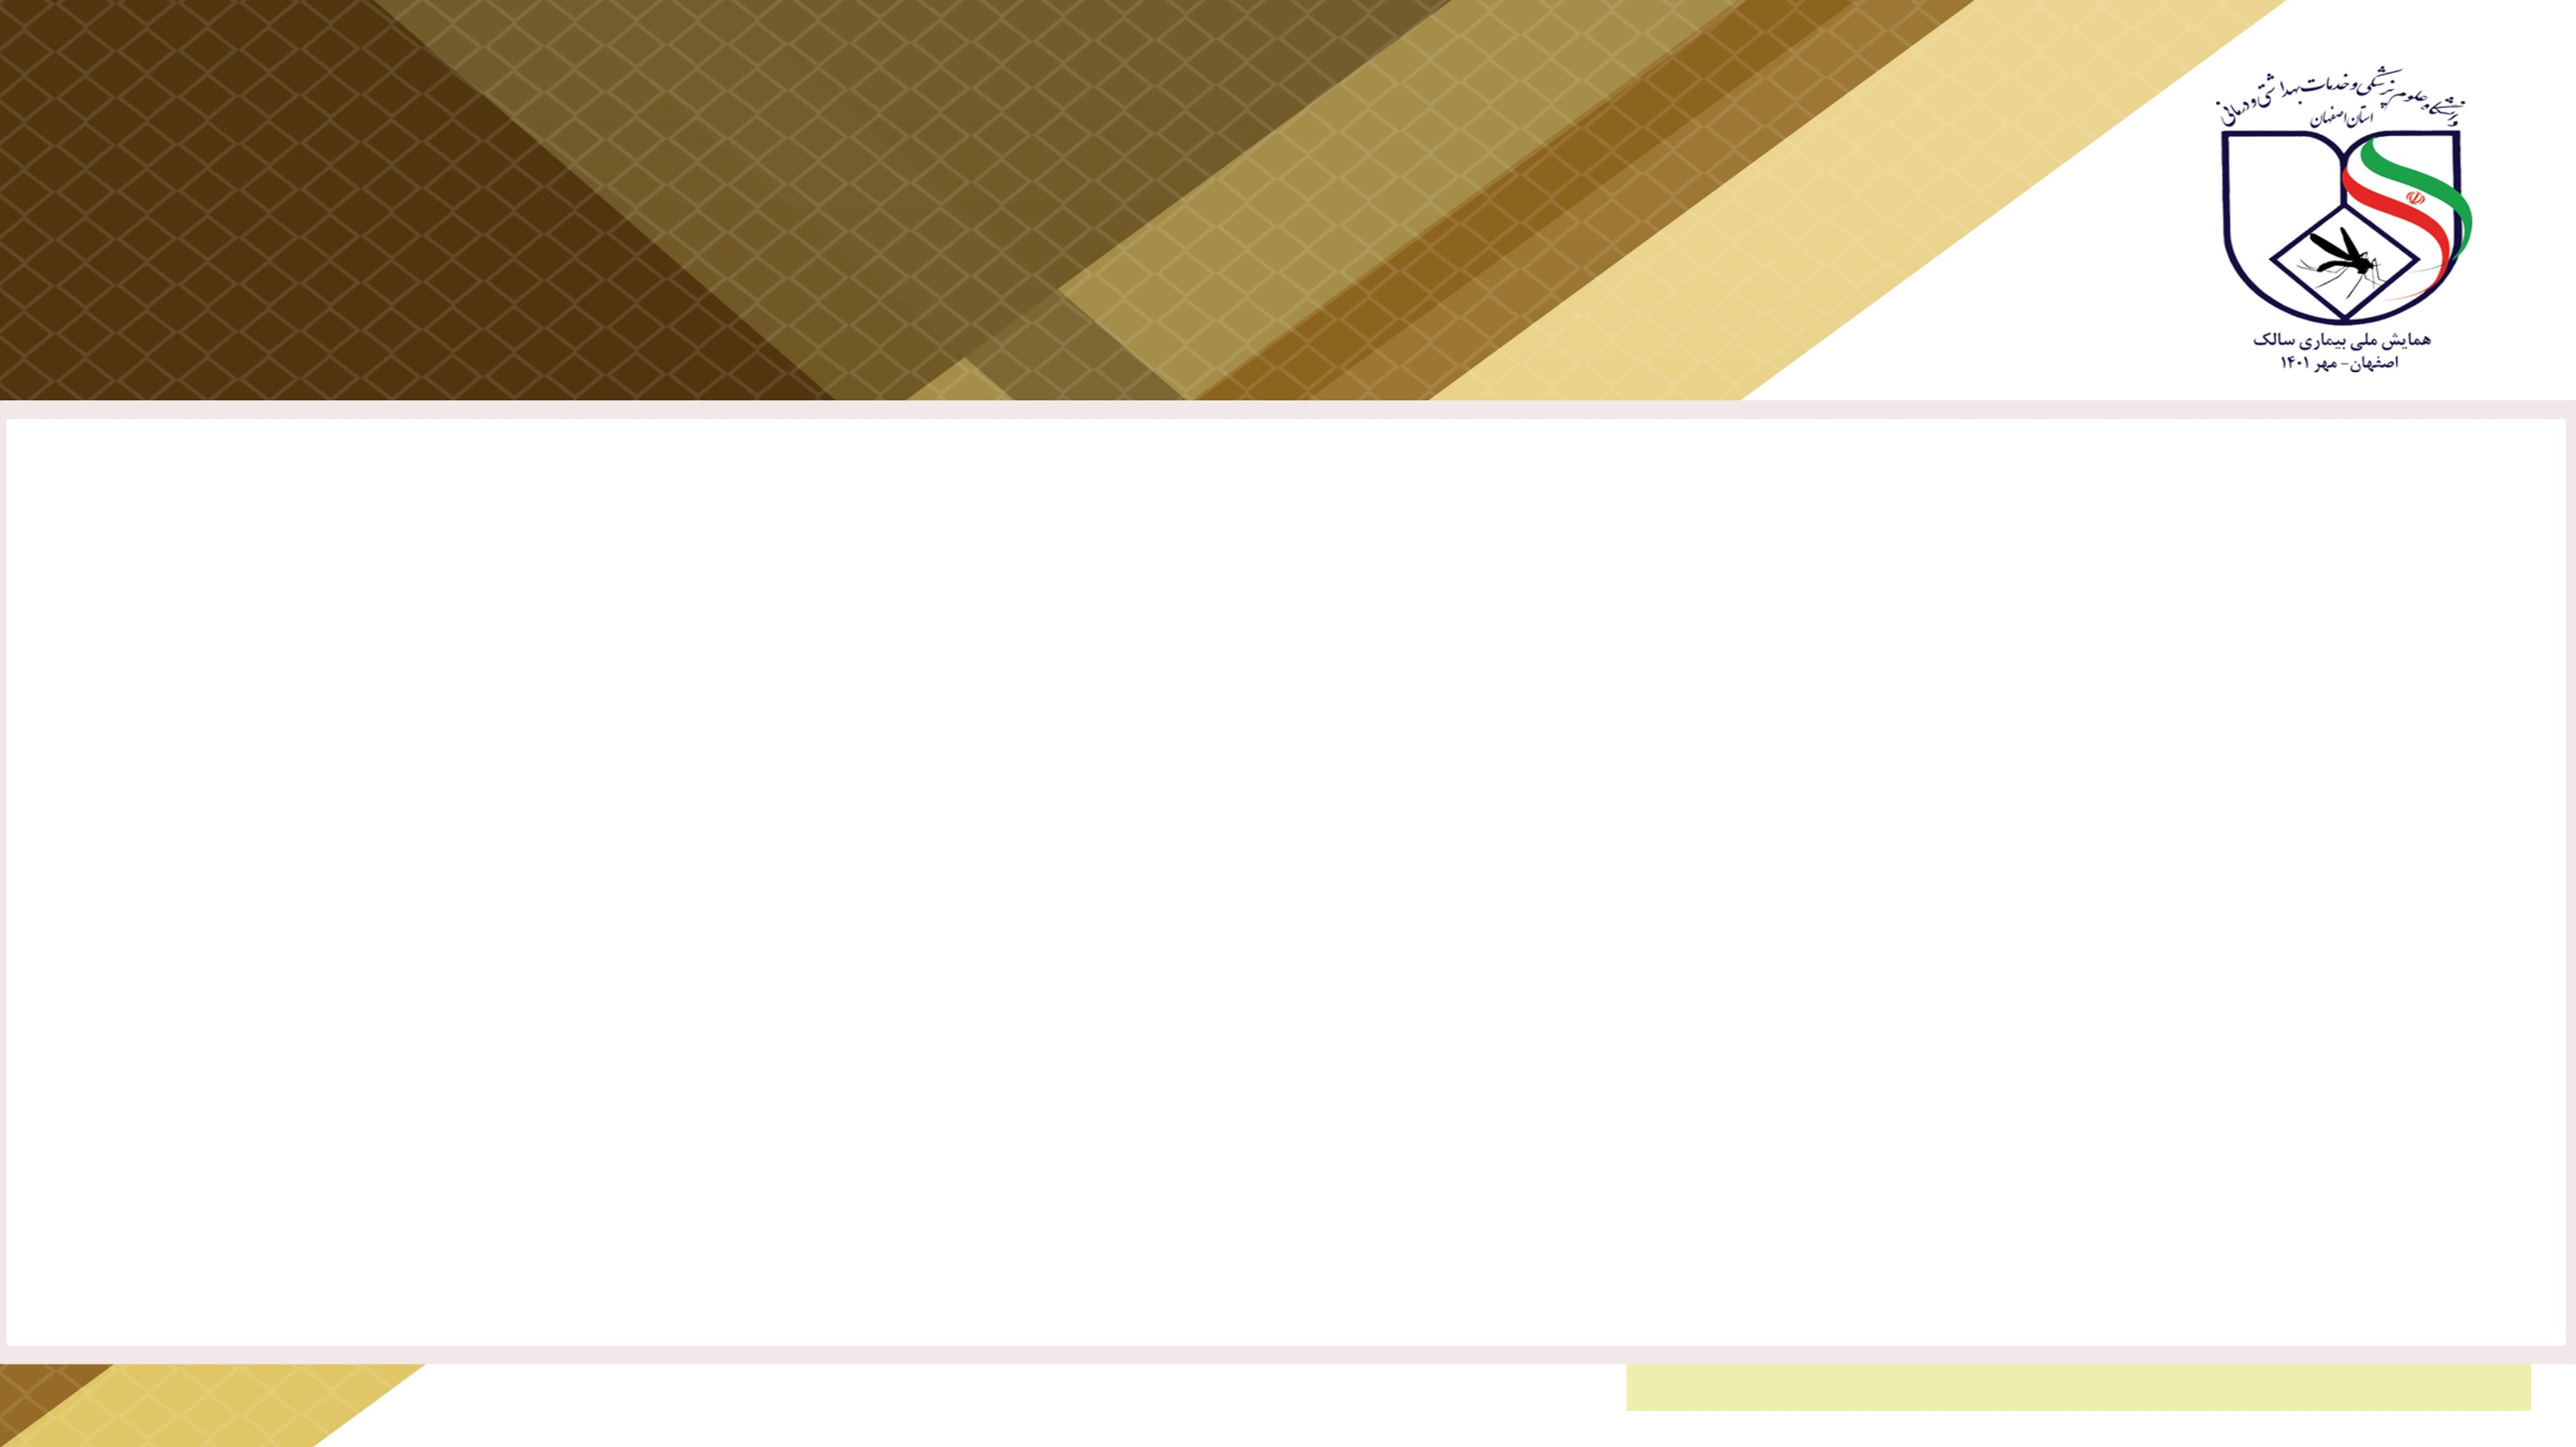 دانشگاه علوم پزشکی و خدمات بهداشتی و درمانی
استان اصفهان
همایش ملی بیماری سالک
اصفهان- مهر ۱۴۰۱